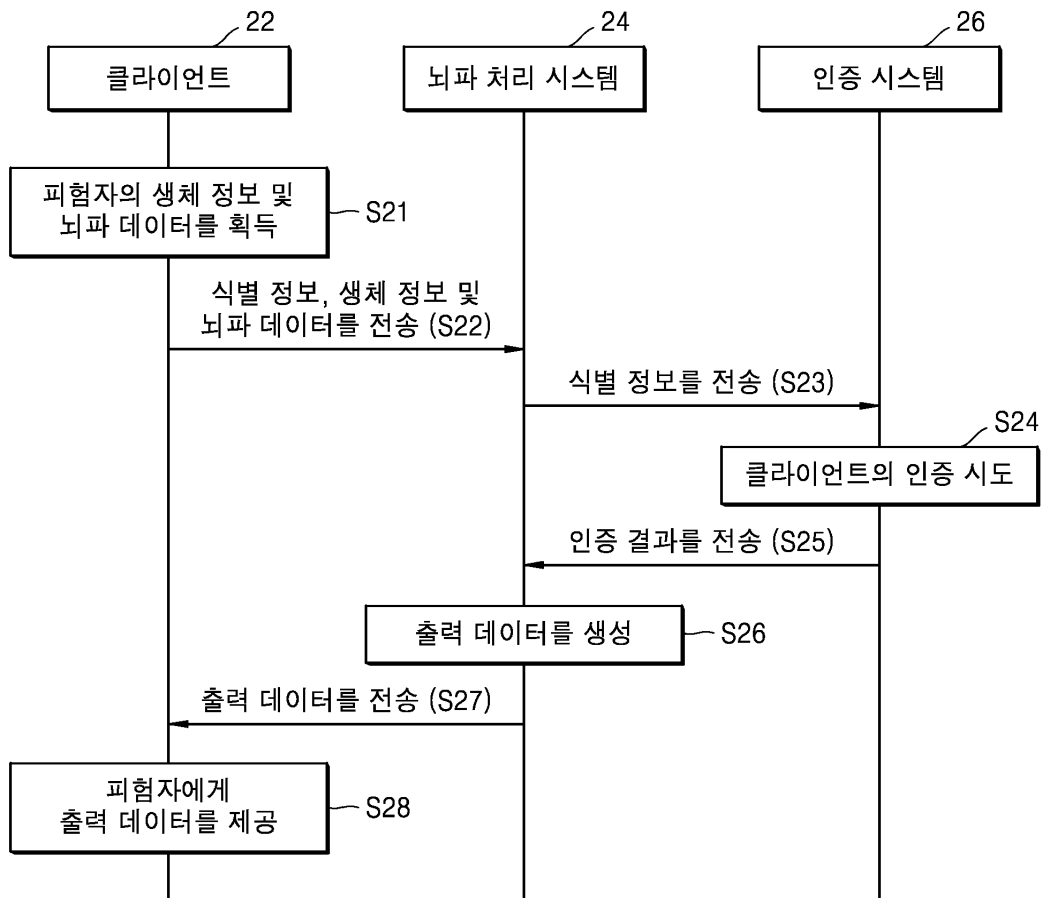 22
24
26
클라이언트
뇌파 처리 시스템
인증 시스템
피험자의 생체 정보 및
뇌파 데이터를 획득
S21
식별 정보, 생체 정보 및
뇌파 데이터를 전송 (S22)
식별 정보를 전송 (S23)
S24
클라이언트의 인증 시도
인증 결과를 전송 (S25)
출력 데이터를 생성
S26
출력 데이터를 전송 (S27)
피험자에게
출력 데이터를 제공
S28